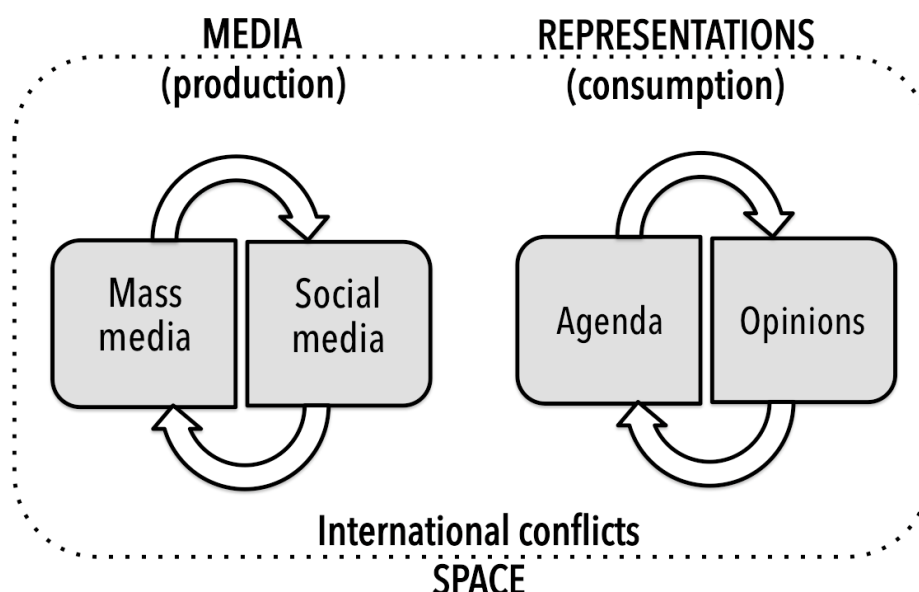 MEDIA
(production)
REPRESENTATIONS
(consumption)
Mass
media
Social
media
Agenda
Opinions
International conflicts
SPACE